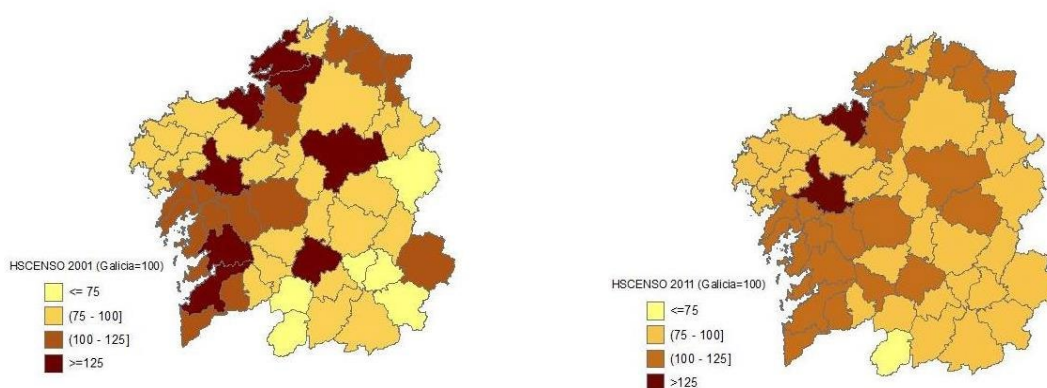 HSCENSO 2001 (Galicia=100)
<= 75
(75 - 100]
(100 - 125]
>=125
HSCENSO 2011 (Galicia=100)
<=75
(75 - 100]
(100 - 125]
>125